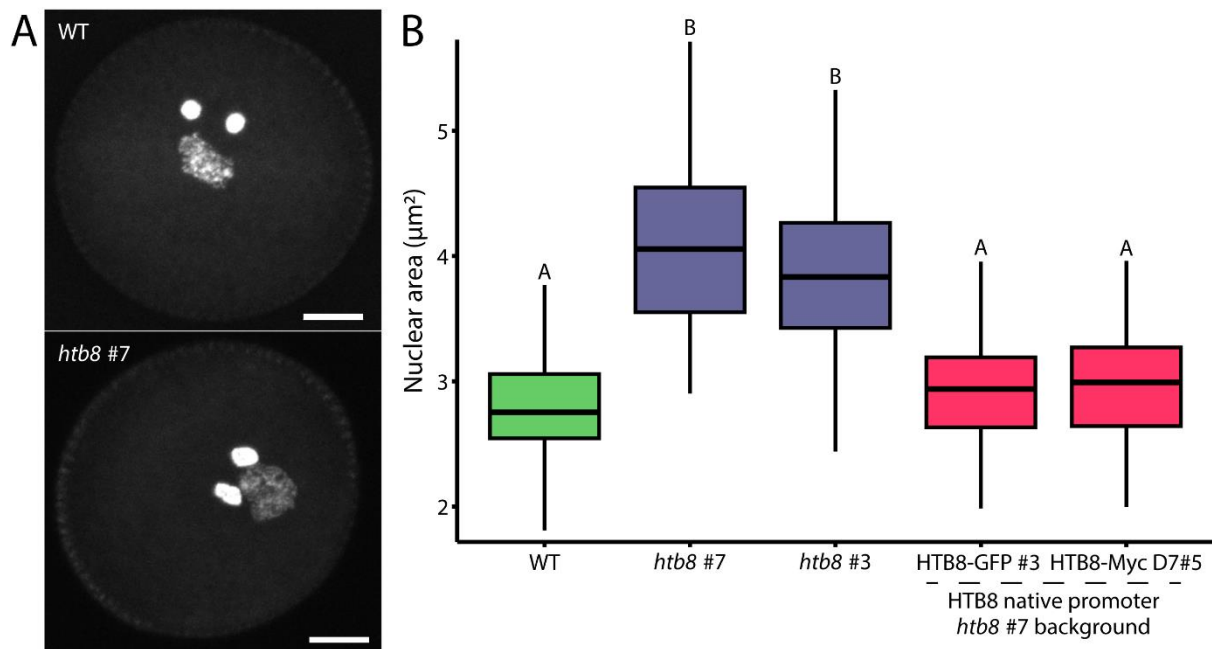 A
WT
htb8 #7
B
Nuclear area (µm²)
5
4
3
2
A
B
B
A
A
WT
htb8 #7
htb8 #3
HTB8-GFP #3
HTB8-Myc D7#5
HTB8 native promoter
htb8 #7 background